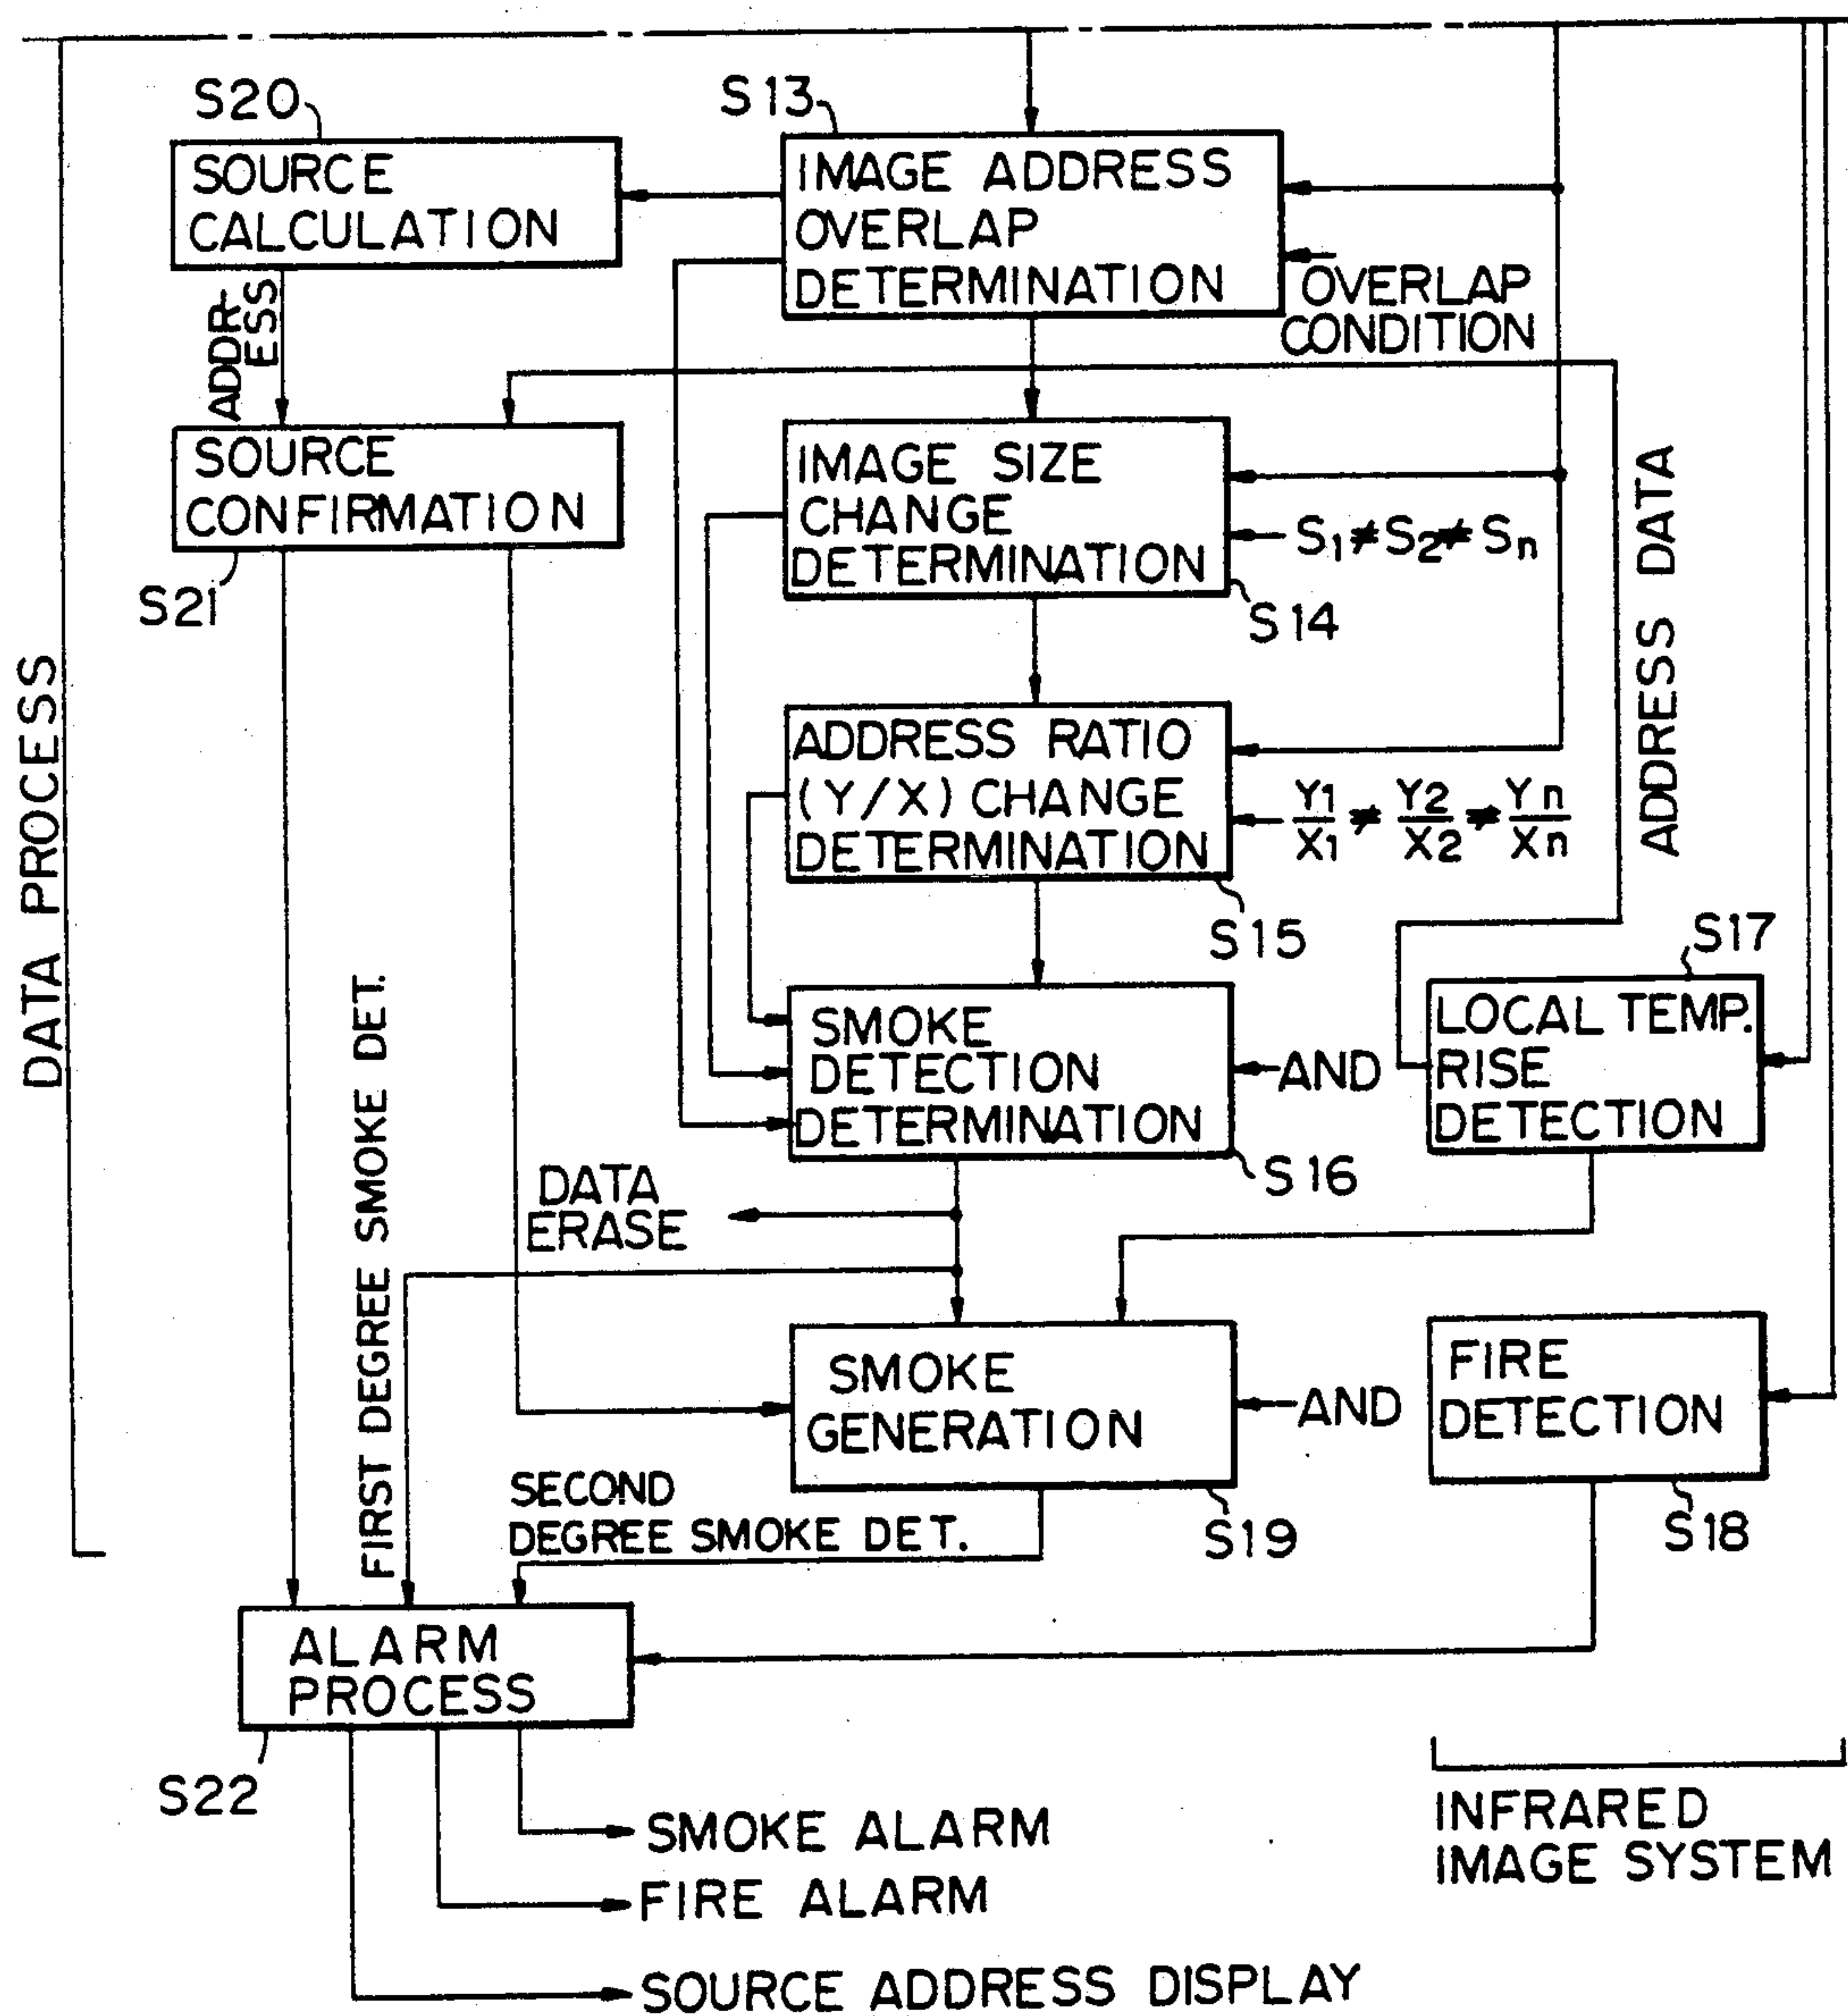 S20
SOURCE
CALCULATION
S13
IMAGE ADDRESS
OVERLAP
DETERMINATION
OVERLAP
CONDITION
ADDR-
ESS
SOURCE
CONFIRMATION
S21
IMAGE SIZE
CHANGE
DETERMINATION
S1≠S2≠Sn
S14
ADDRESS DATA
DATA PROCESS
ADDRESS RATIO
(Y/X) CHANGE
DETERMINATION
Y1/X1 ≠ Y2/X2 ≠ Yn/Xn
S15
S17
LOCAL TEMP.
RISE
DETECTION
SMOKE
DETECTION
DETERMINATION
AND
S16
DATA
ERASE
FIRST DEGREE SMOKE DET.
SMOKE
GENERATION
AND
S19
FIRE
DETECTION
S18
SECOND
DEGREE SMOKE DET.
ALARM
PROCESS
S22
SMOKE ALARM
FIRE ALARM
SOURCE ADDRESS DISPLAY
INFRARED
IMAGE SYSTEM